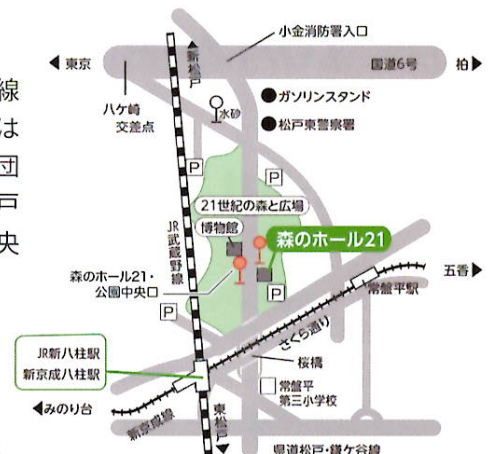 小金消防署入口
東京
新松戸
国道6号
柏
線
は
団
戸
央
八ケ崎
交差点
水砂
ガソリンスタンド
松戸東警察署
P
P
21世紀の森と広場
博物館
森のホール21
JR武蔵野線
森のホール21・
公園中央口
P
P
五香
常盤平駅
さくら通り
JR新八柱駅
新京成八柱駅
桜橋
常盤平
第三小学校
みのり台
新京成線
東松戸
県道松戸・鎌ケ谷線